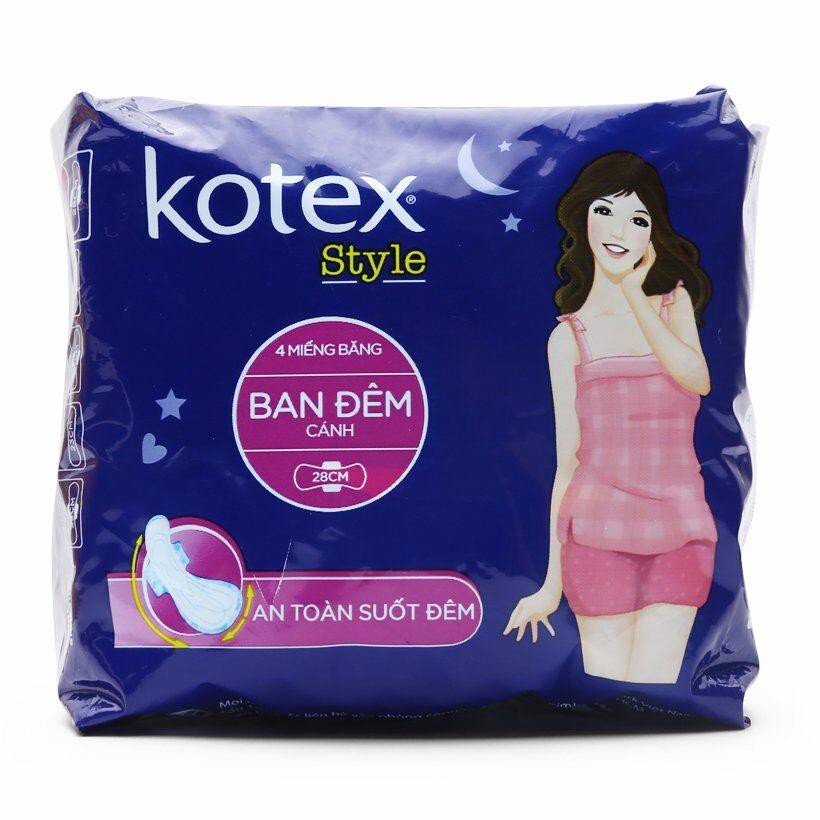 kotex®
Style
4 MIẾNG BĂNG
BAN ĐÊM
CÁNH
28CM
AN TOÀN SUỐT ĐÊM